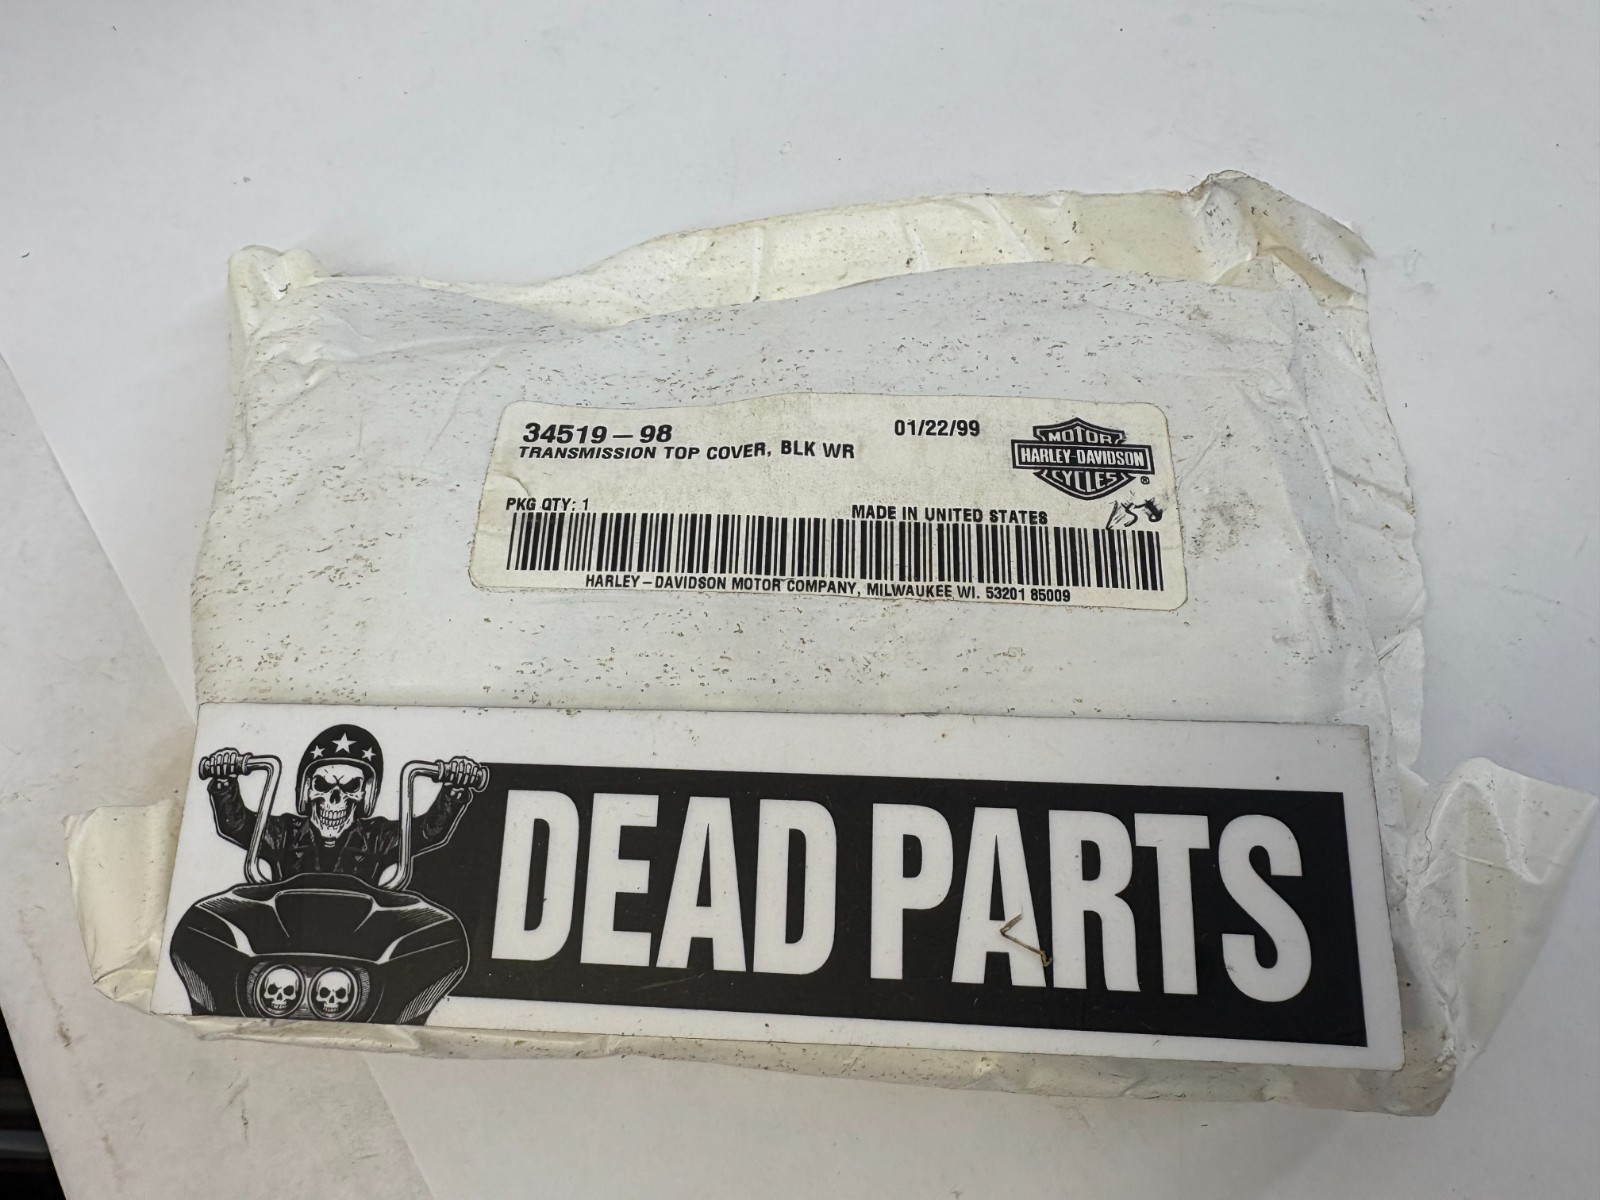 34519-98
01/22/99
TRANSMISSION TOP COVER, BLK WR
MOTOR
HARLEY-DAVIDSON
CYCLES ®
PKG QTY: 1
MADE IN UNITED STATES
HARLEY-DAVIDSON MOTOR COMPANY, MILWAUKEE WI. 53201 85009
DEAD PARTS